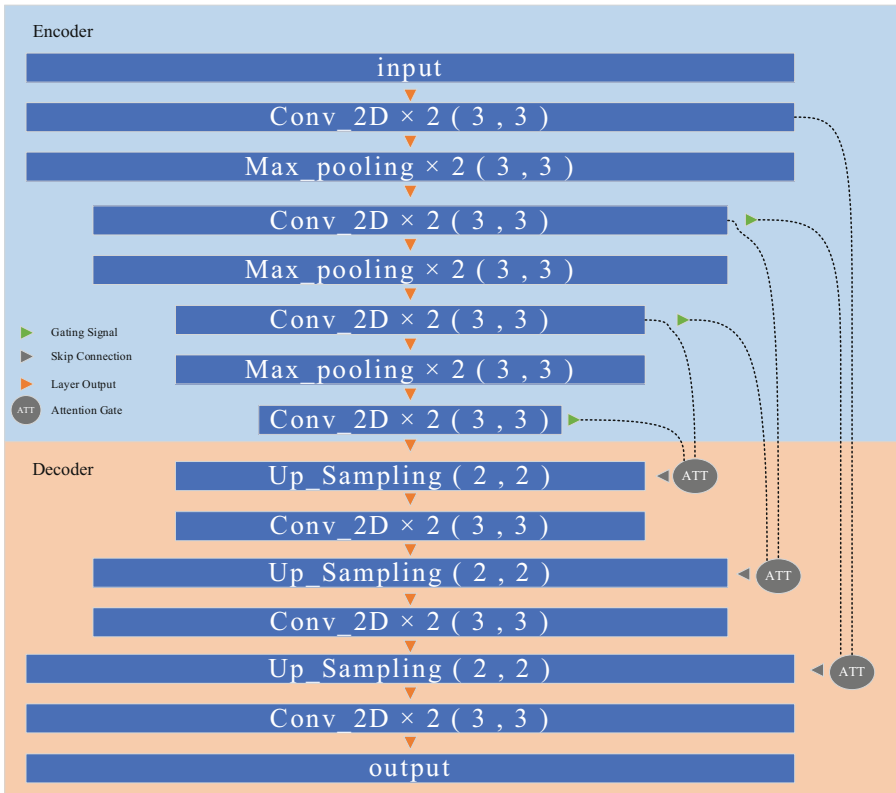 Encoder
input
Conv_2D × 2 ( 3 , 3 )
Max_pooling × 2 ( 3 , 3 )
Conv_2D × 2 ( 3 , 3 )
Max_pooling × 2 ( 3 , 3 )
Conv_2D × 2 ( 3 , 3 )
Max_pooling × 2 ( 3 , 3 )
Conv_2D × 2 ( 3 , 3 )
Gating Signal
Skip Connection
Layer Output
ATT Attention Gate
Decoder
Up_Sampling ( 2 , 2 )
ATT
Conv_2D × 2 ( 3 , 3 )
Up_Sampling ( 2 , 2 )
ATT
Conv_2D × 2 ( 3 , 3 )
Up_Sampling ( 2 , 2 )
ATT
Conv_2D × 2 ( 3 , 3 )
output